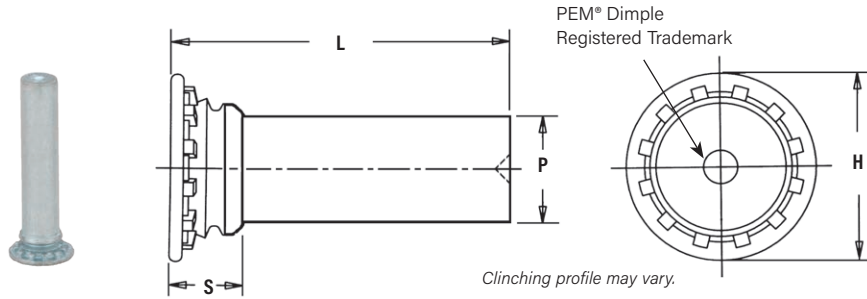 PEM® Dimple
Registered Trademark
L
P
H
S
Clinching profile may vary.